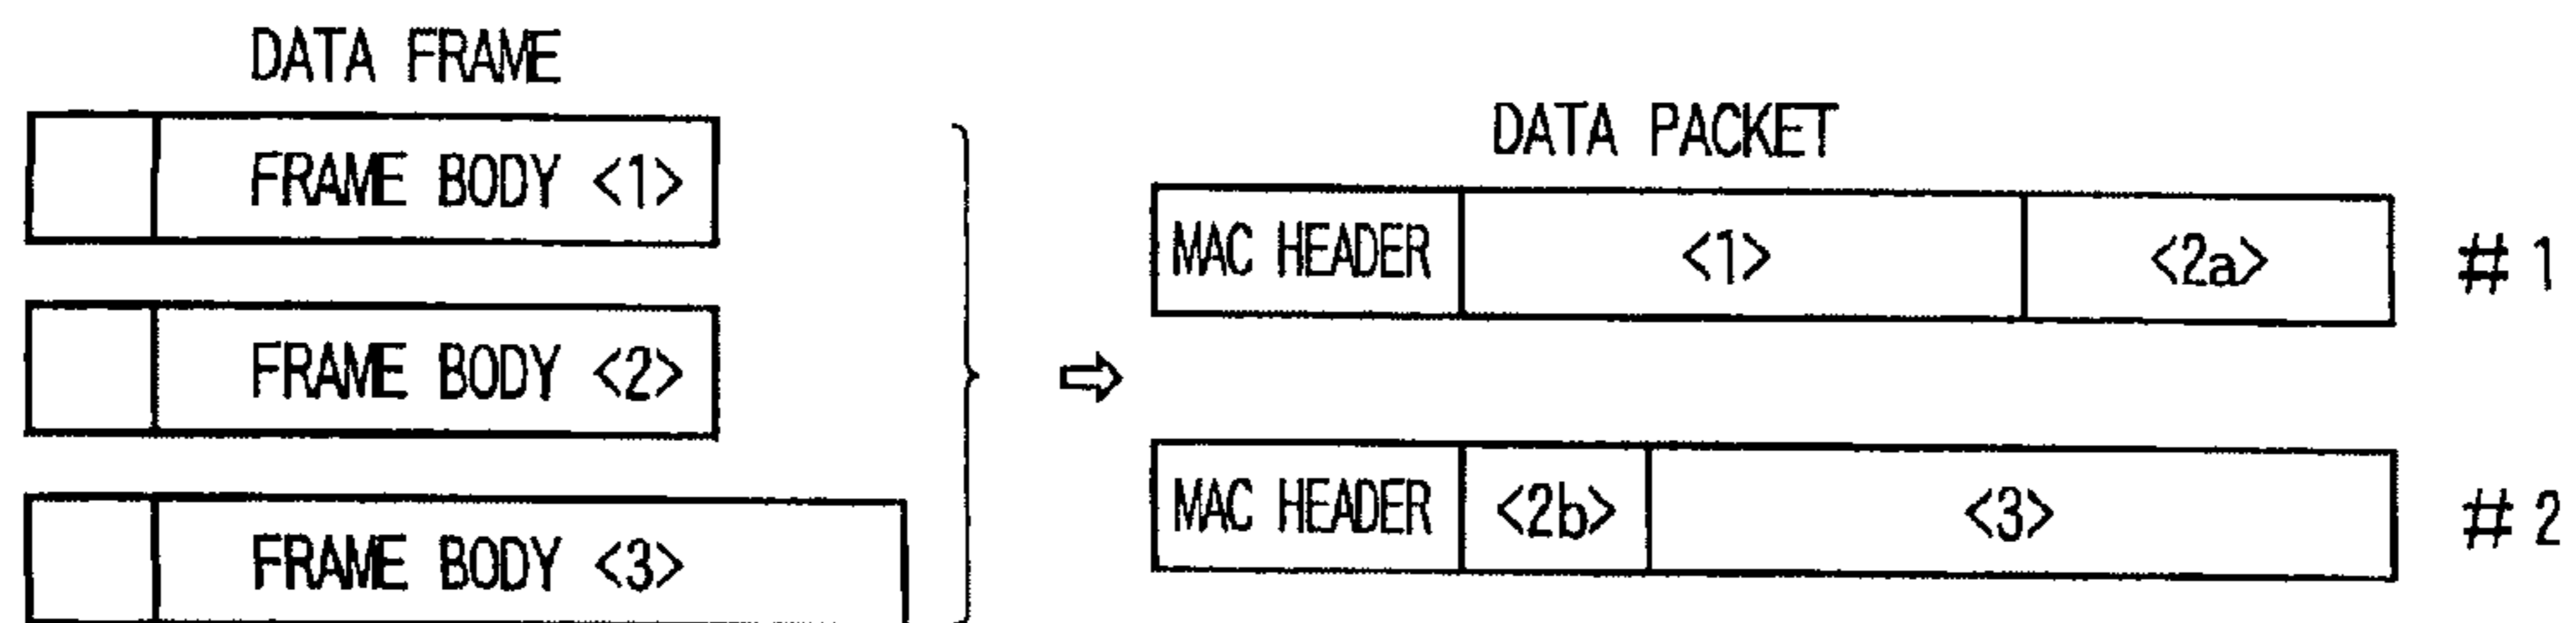 DATA FRAME
FRAME BODY <1>
FRAME BODY <2>
FRAME BODY <3>
DATA PACKET
MAC HEADER <1> <2a> # 1
MAC HEADER <2b> <3> # 2